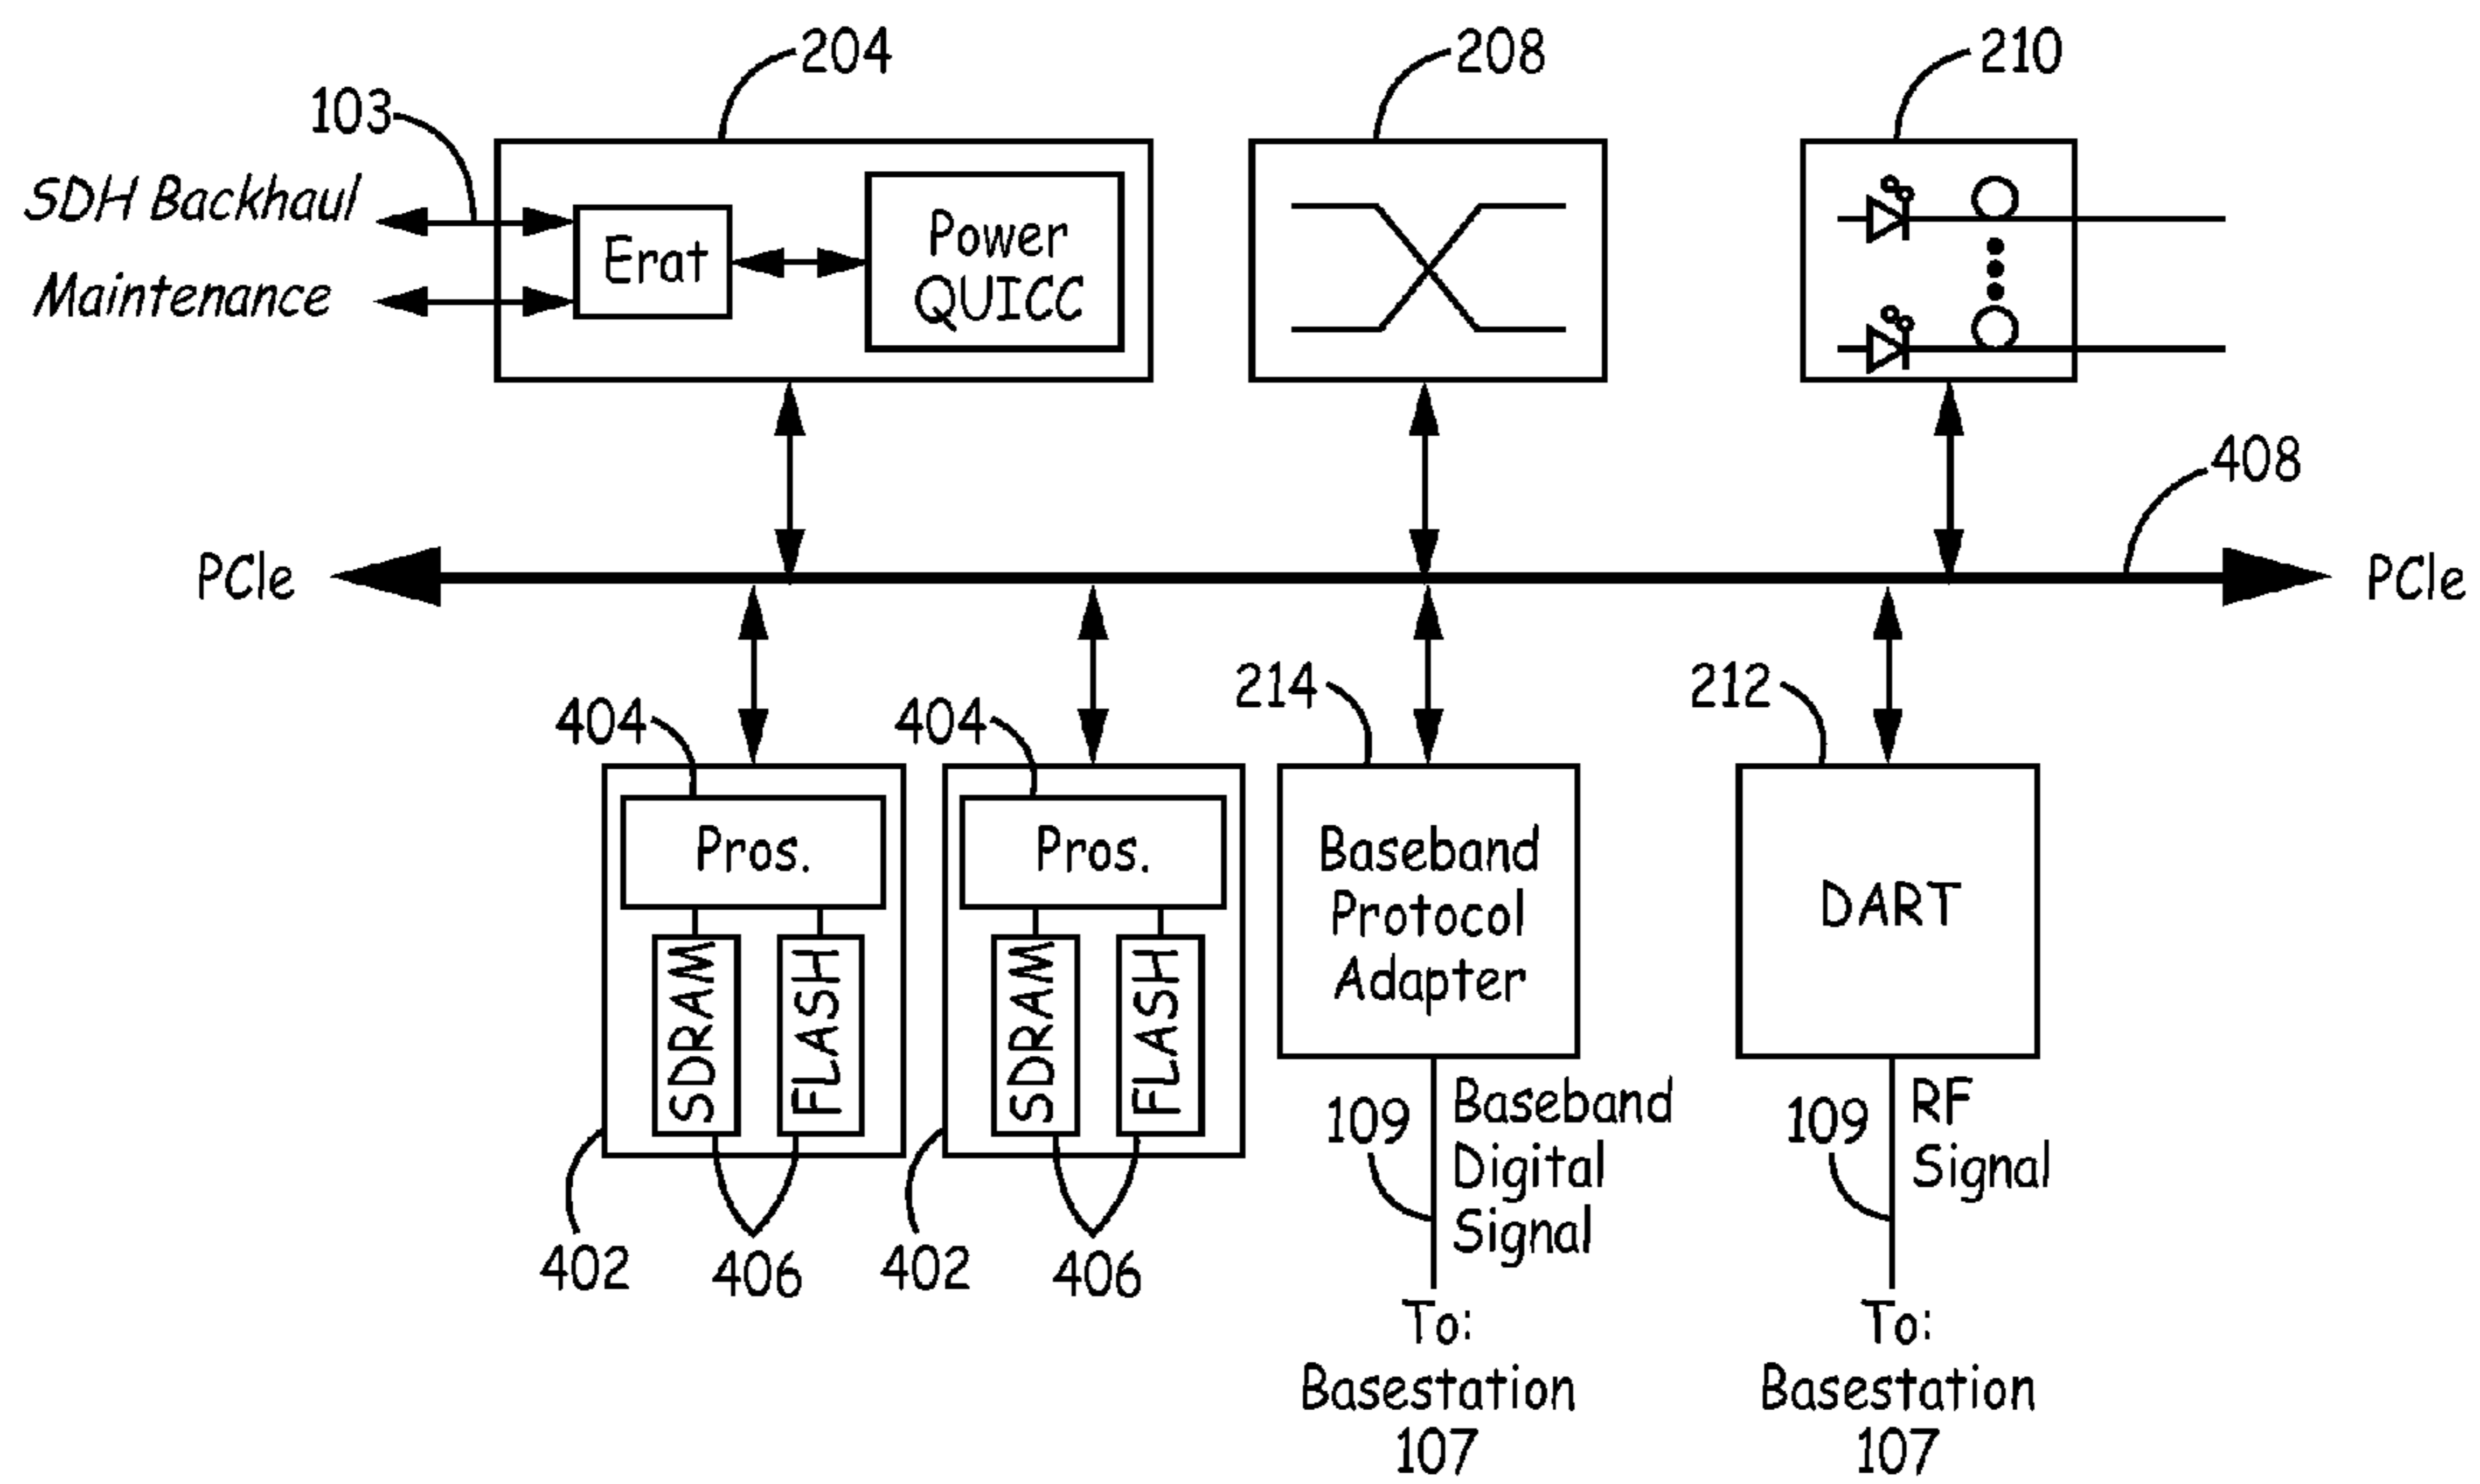 204
208
210
103
SDH Backhaul
Maintenance
Erat
Power
QUICC
408
PCIe
PCIe
404
404
214
212
Pros.
Pros.
Baseband
Protocol
Adapter
DART
SDRAM
FLASH
SDRAM
FLASH
109
Baseband
Digital
Signal
109
RF
Signal
402
406
402
406
To:
Basestation
107
To:
Basestation
107